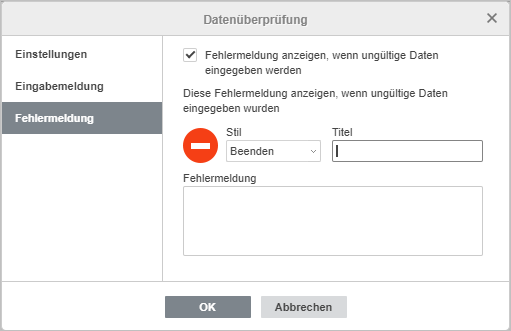 Datenüberprüfung
Einstellungen
Eingabemeldung
Fehlermeldung
Fehlermeldung anzeigen, wenn ungültige Daten
eingegeben werden
Diese Fehlermeldung anzeigen, wenn ungültige Daten
eingegeben wurden
Stil
Titel
Beenden
Fehlermeldung
OK
Abbrechen